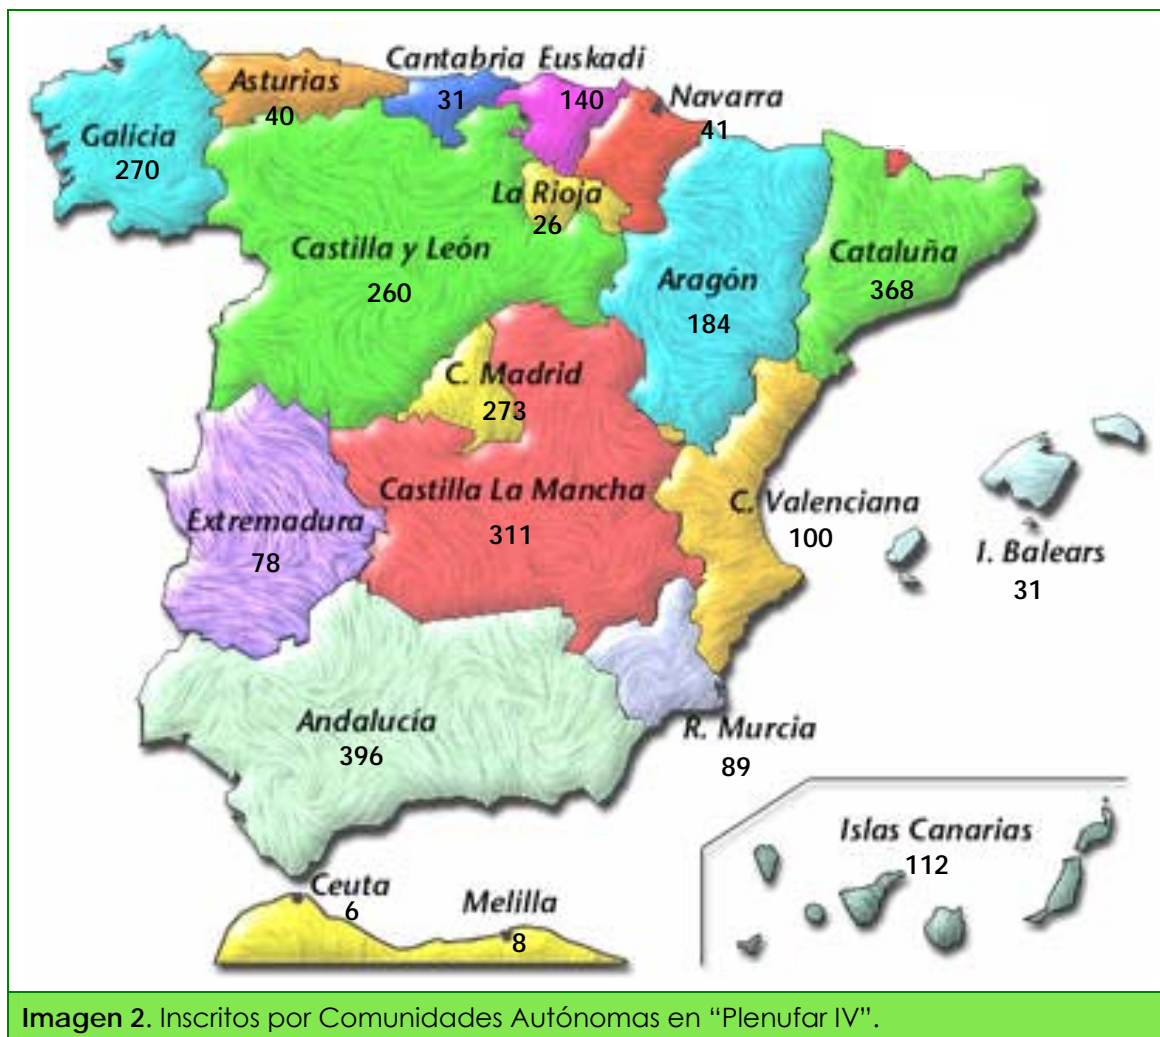 Cantabria Euskadi
31
140
Asturias
40
Navarra
41
Galicia
270
La Rioja
26
Castilla y León
260
Aragón
184
Cataluña
368
C. Madrid
273
Castilla La Mancha
311
C. Valenciana
100
Extremadura
78
I. Balears
31
Andalucía
396
R. Murcia
89
Islas Canarias
112
Ceuta
6
Melilla
8
Imagen 2. Inscritos por Comunidades Autónomas en “Plenufar IV”.